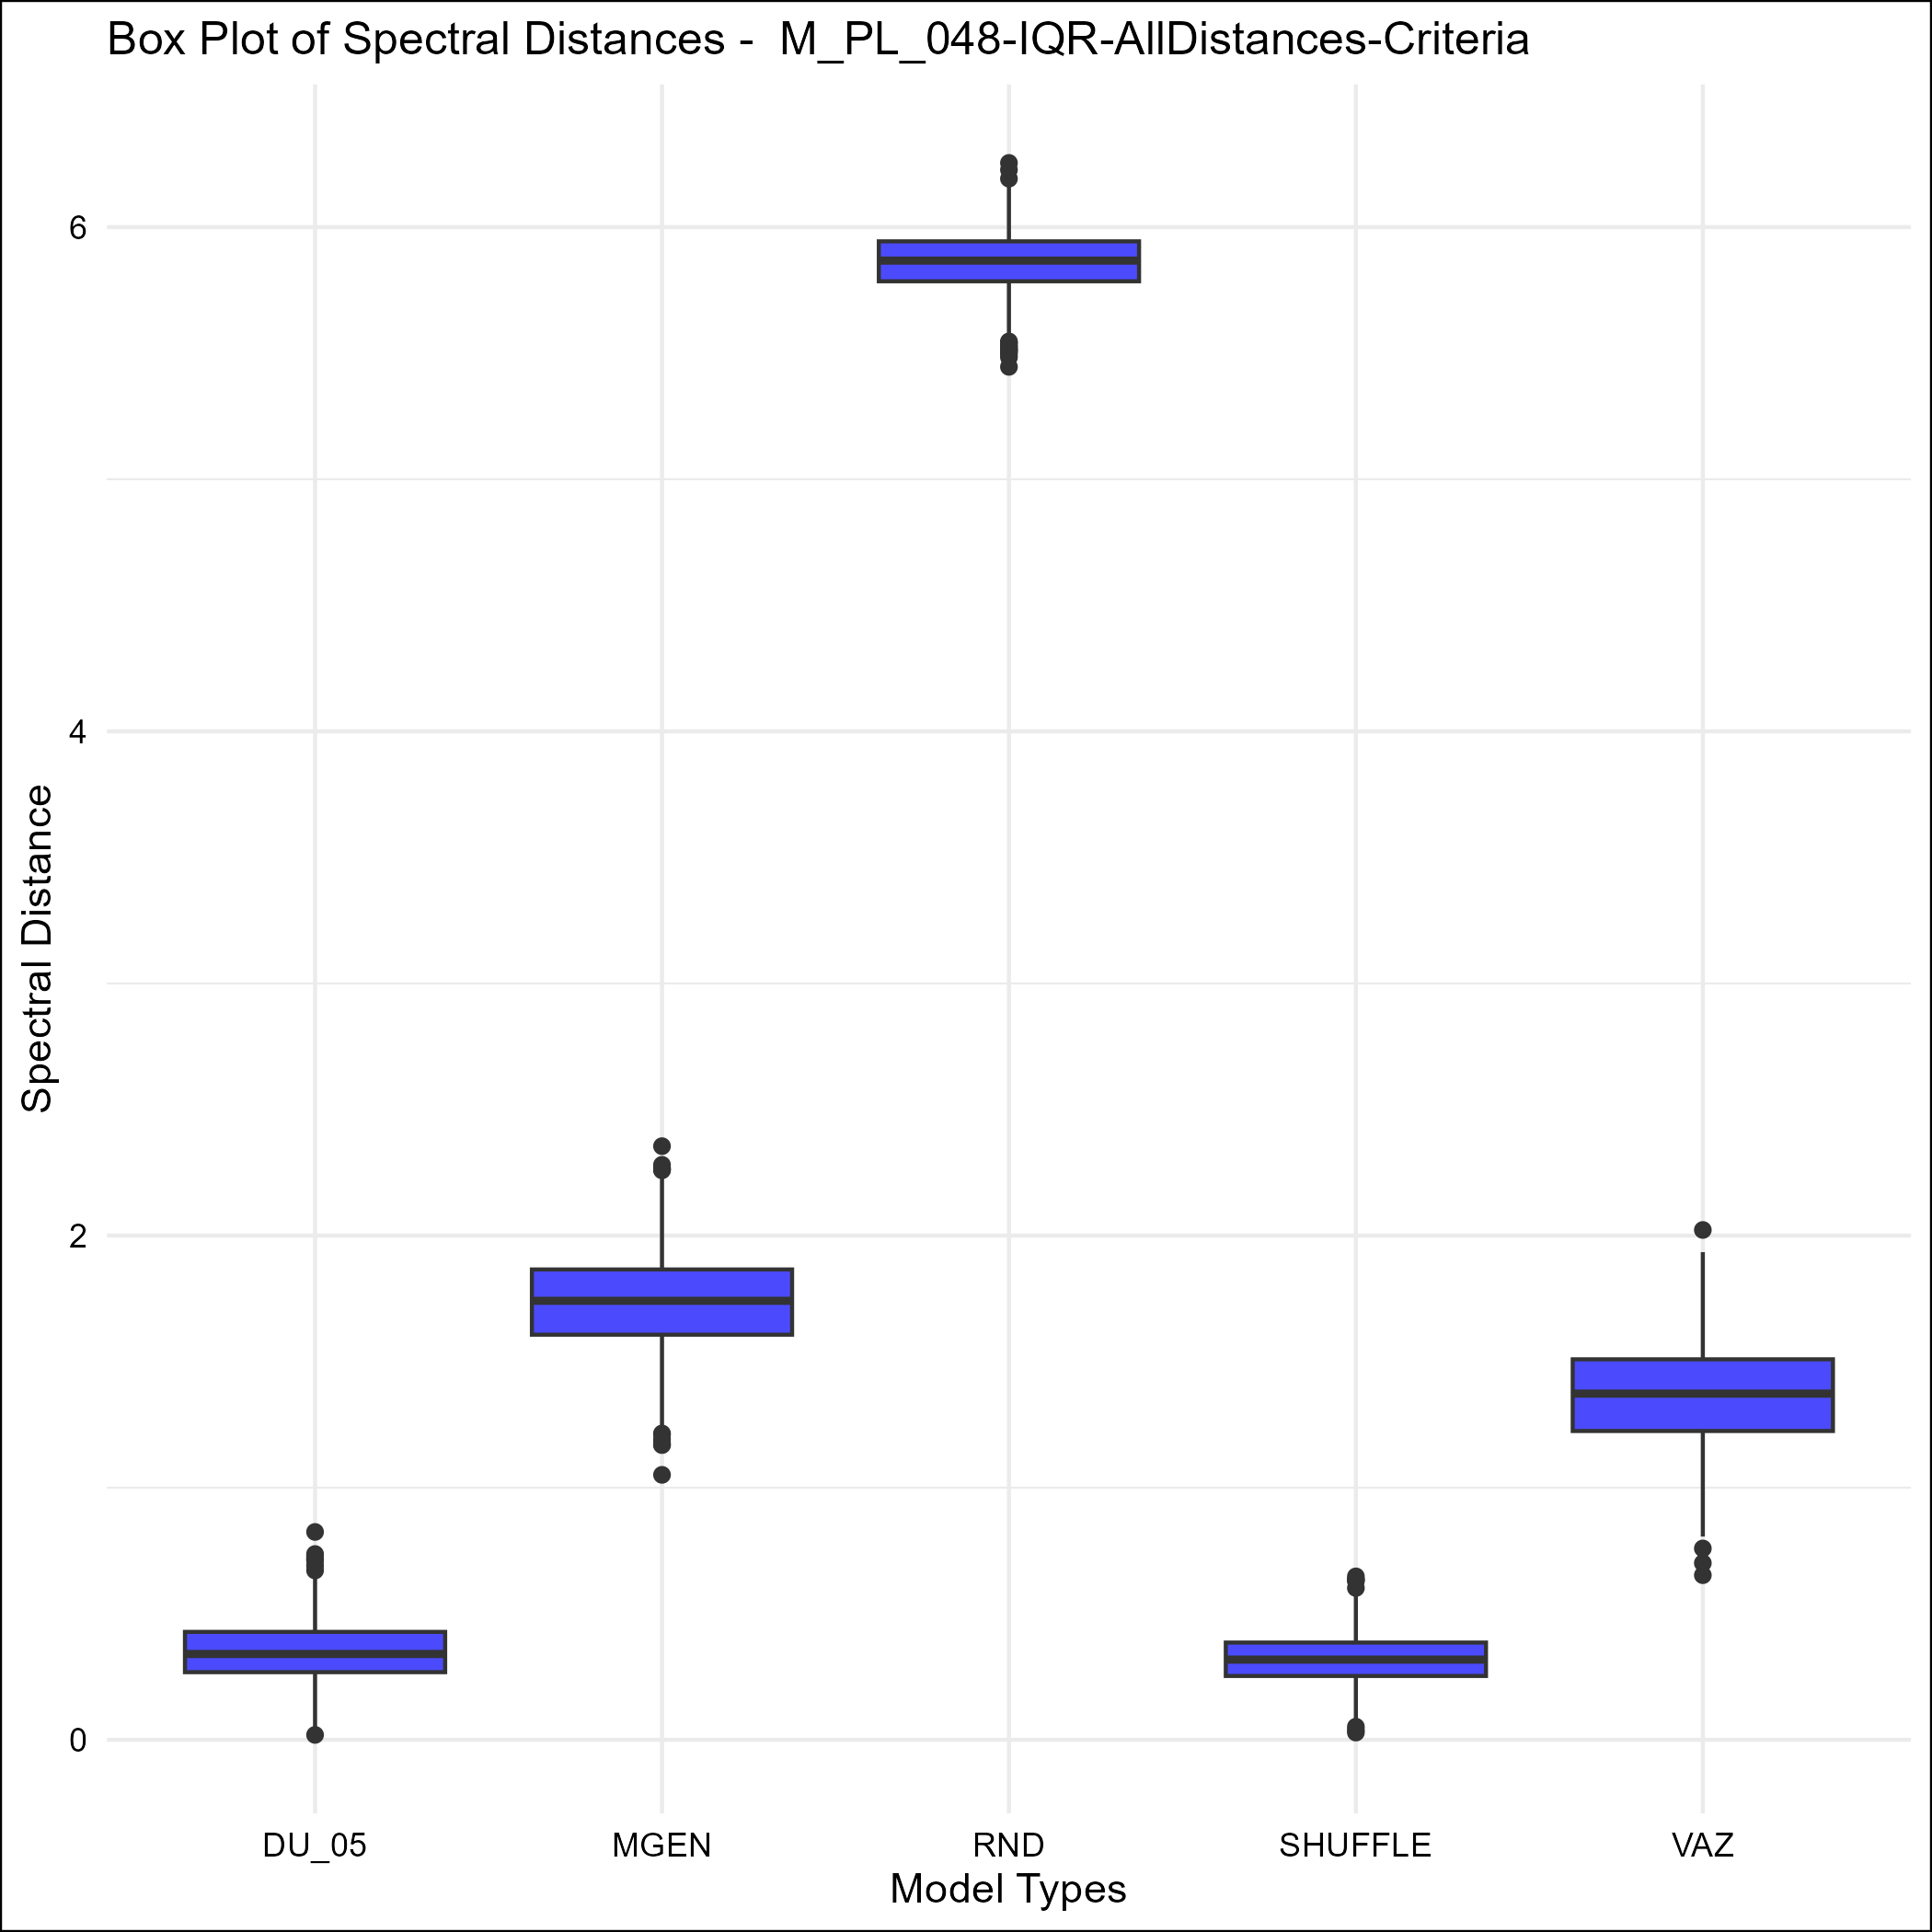 Box Plot of Spectral Distances -  M_PL_048-IQR-AllDistances-Criteria
Spectral Distance
6
4
2
0
DU_05 MGEN RND SHUFFLE VAZ
Model Types